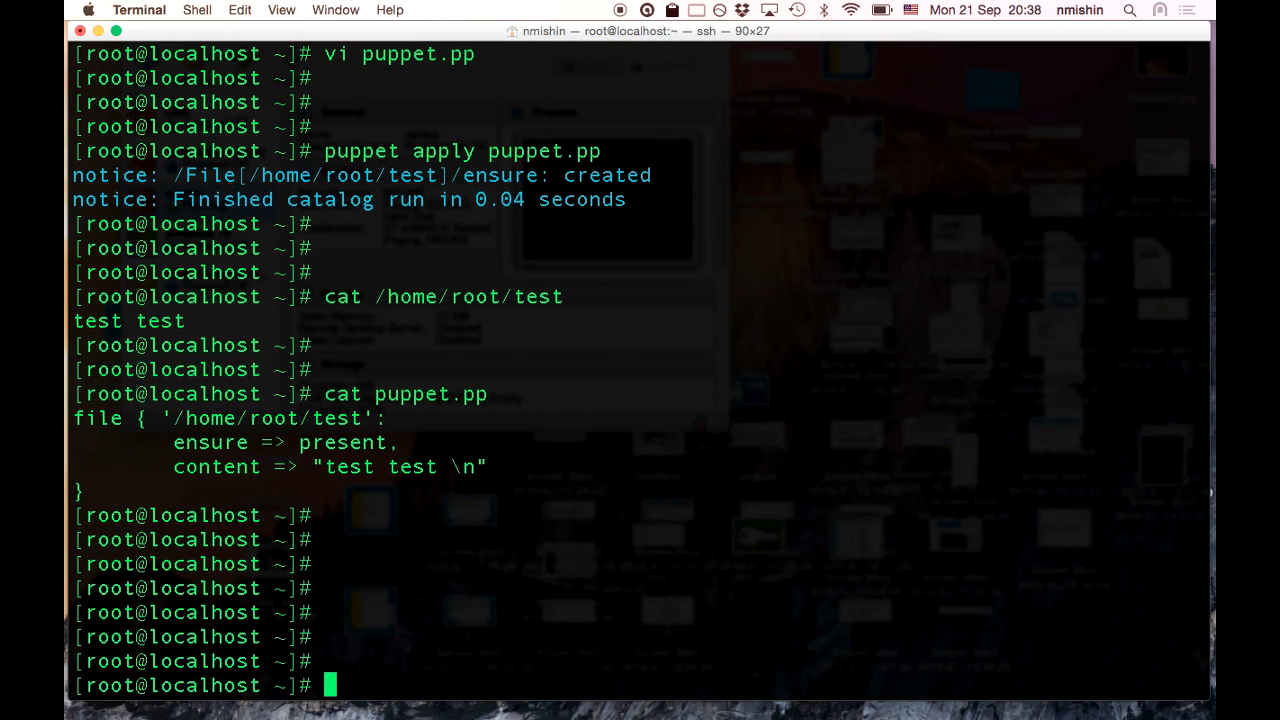 Terminal Shell Edit View Window Help Mon 21 Sep 20:38 nmishin
nmishin — root@localhost:~ — ssh — 90×27
[root@localhost ~]# vi puppet.pp
[root@localhost ~]#
[root@localhost ~]#
[root@localhost ~]#
[root@localhost ~]# puppet apply puppet.pp
notice: /File[/home/root/test]/ensure: created
notice: Finished catalog run in 0.04 seconds
[root@localhost ~]#
[root@localhost ~]#
[root@localhost ~]#
[root@localhost ~]# cat /home/root/test
test test
[root@localhost ~]#
[root@localhost ~]#
[root@localhost ~]# cat puppet.pp
file { '/home/root/test':
ensure => present,
content => "test test \n"
}
[root@localhost ~]#
[root@localhost ~]#
[root@localhost ~]#
[root@localhost ~]#
[root@localhost ~]#
[root@localhost ~]#
[root@localhost ~]#
[root@localhost ~]#